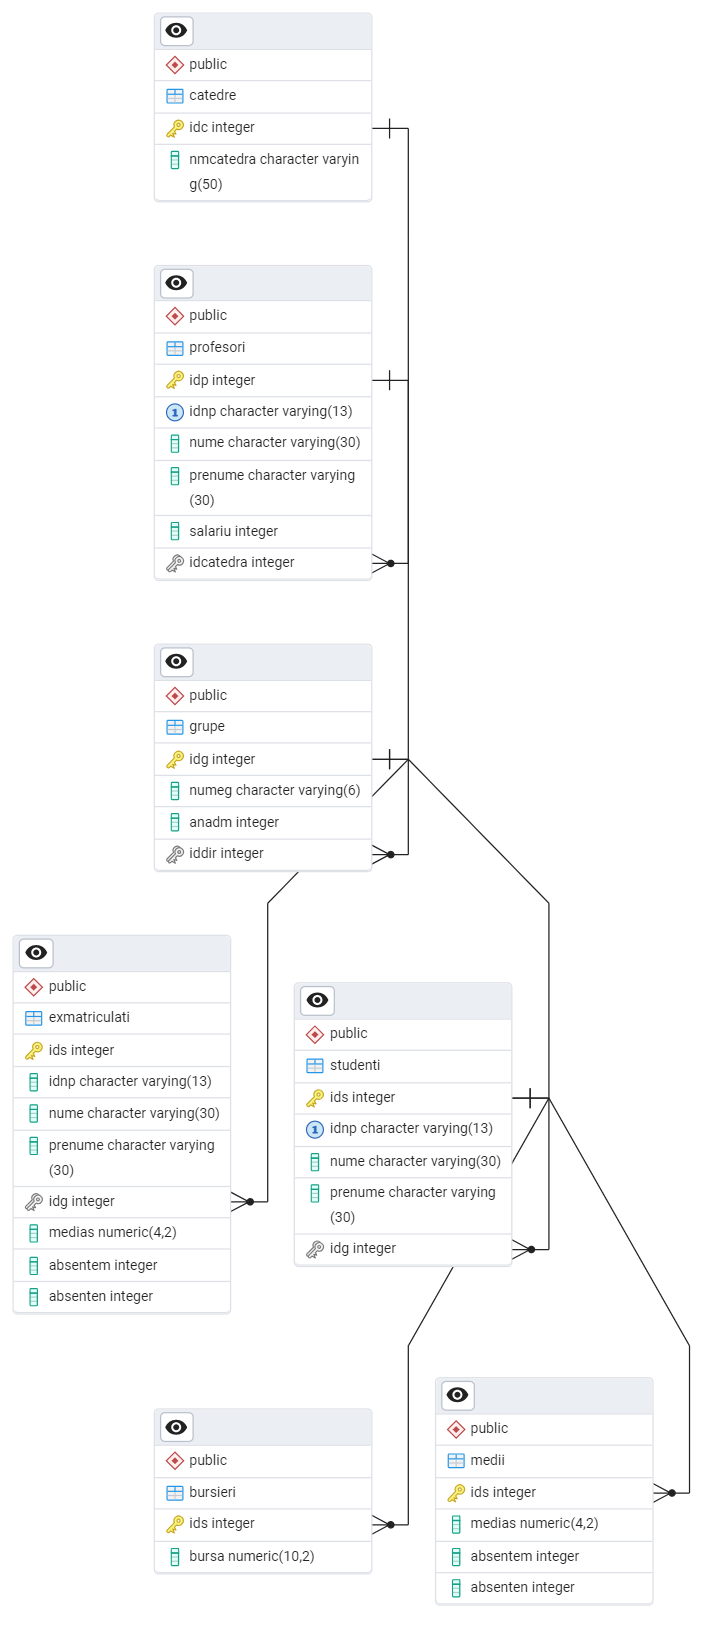 public
catedre
idc integer
nmcatedra character varyin
g(50)
public
profesori
idp integer
1 idnp character varying(13)
nume character varying(30)
prenume character varying
(30)
salariu integer
idcatedra integer
public
grupe
idg integer
numeg character varying(6)
anadm integer
iddir integer
public
exmatriculati
ids integer
idnp character varying(13)
nume character varying(30)
prenume character varying
(30)
idg integer
medias numeric(4,2)
absentem integer
absenten integer
public
studenti
ids integer
1 idnp character varying(13)
nume character varying(30)
prenume character varying
(30)
idg integer
public
bursieri
ids integer
bursa numeric(10,2)
public
medii
ids integer
medias numeric(4,2)
absentem integer
absenten integer